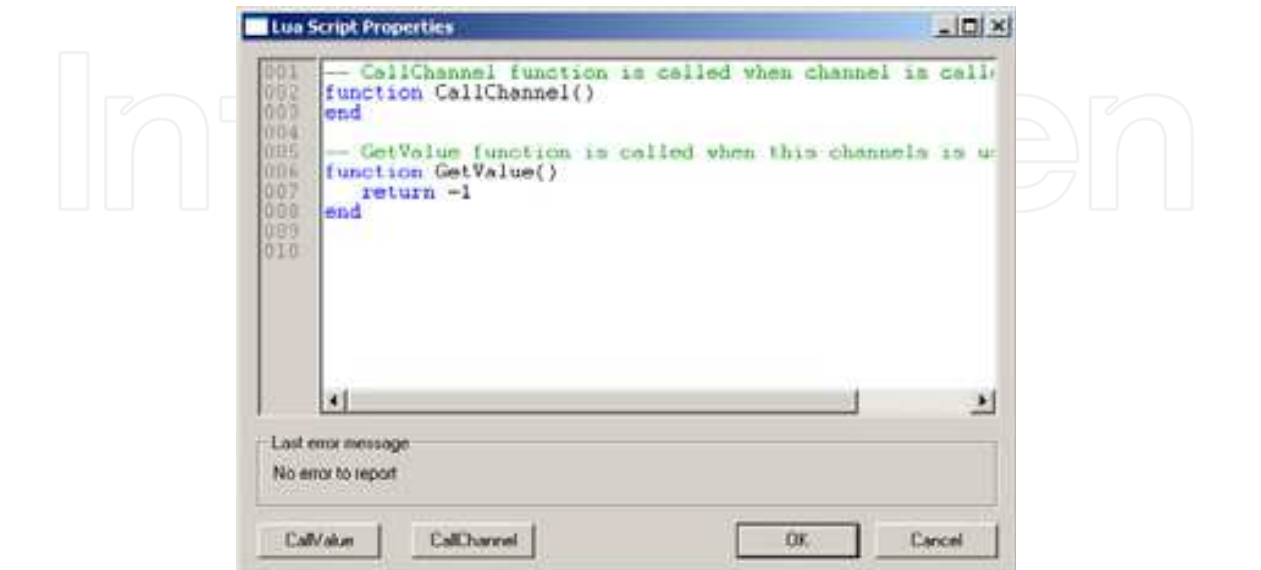 Lua Script Properties
001 -- CallChannel function is called when channel is calle
002 function CallChannel()
003 end
004
005 -- GetValue function is called when this channels is us
006 function GetValue()
007 return -1
008 end
009
010
Last error message
No error to report
CallValue CallChannel OK Cancel